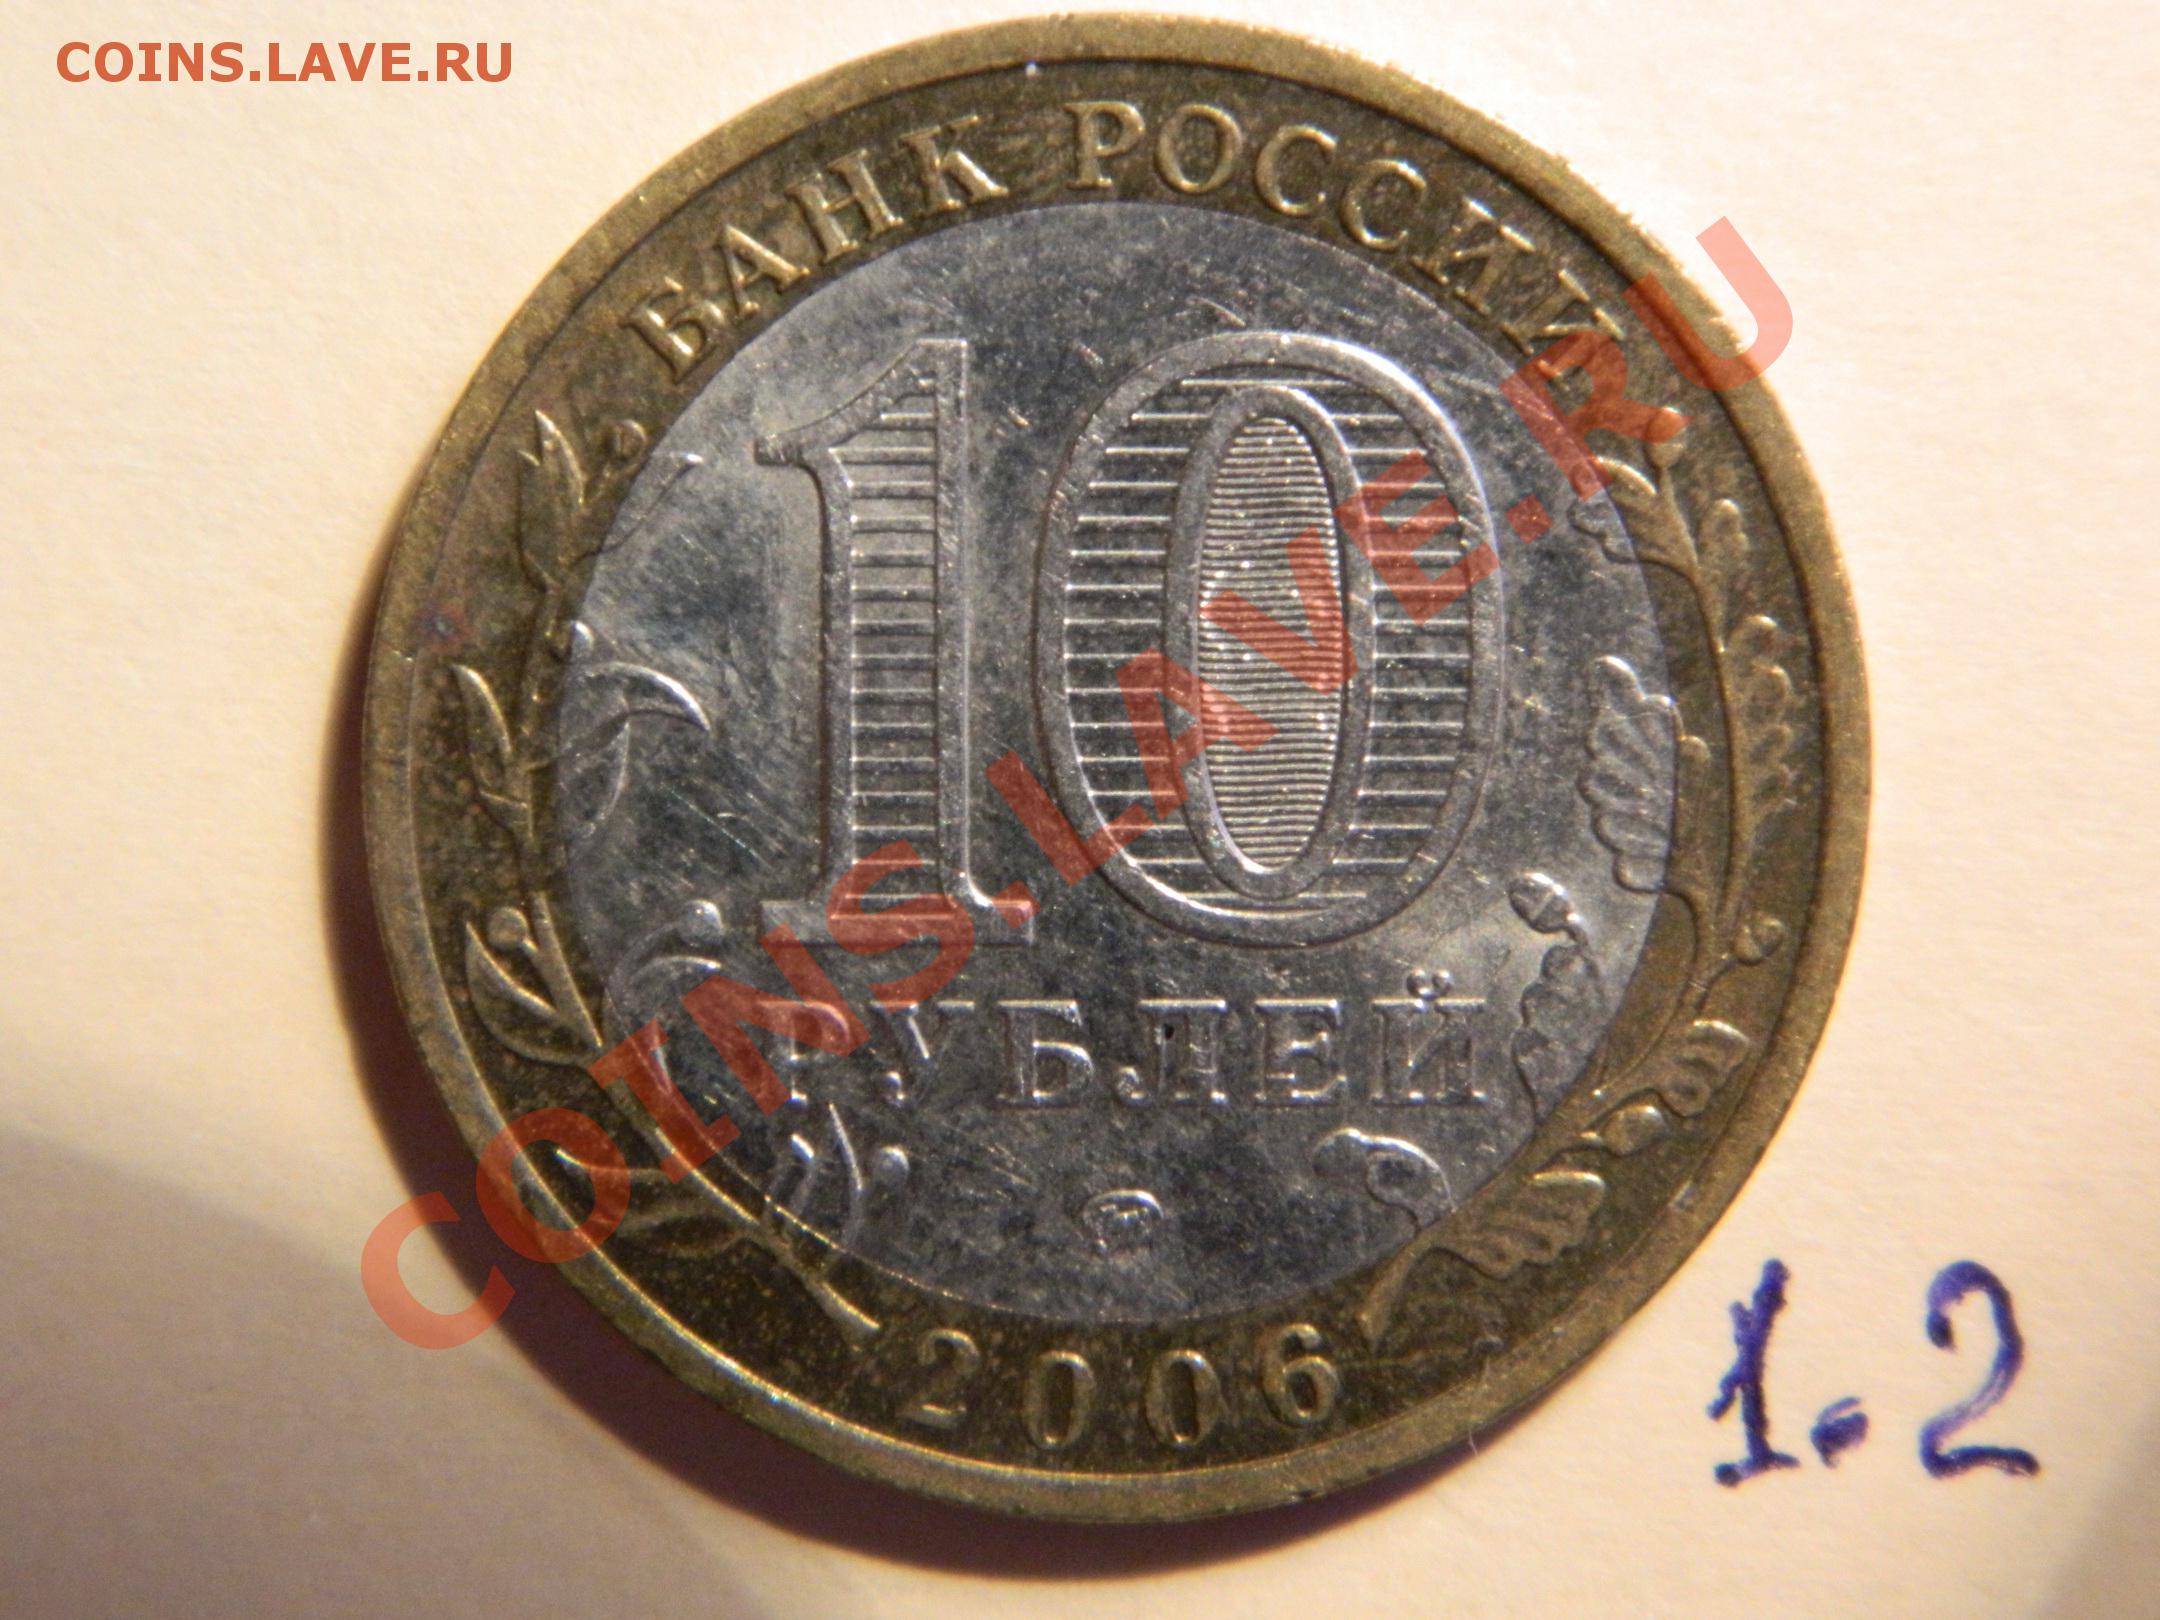 COINS.LAVE.RU
БАНК РОССИИ
10
РУБЛЕЙ
2006
COINS.LAVE.RU
1.2